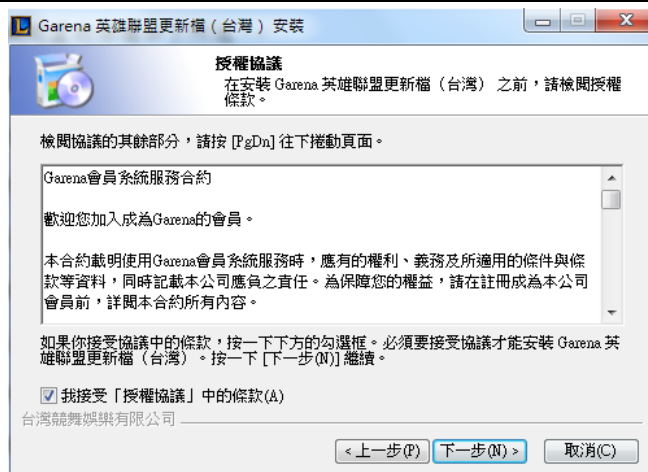 Garena 英雄聯盟更新檔（台灣） 安裝
授權協議
在安裝 Garena 英雄聯盟更新檔（台灣） 之前，請檢閱授權
條款。
檢閱協議的其餘部分，請按 [PgDn] 往下捲動頁面。
Garena會員系統服務合約
歡迎您加入成為Garena的會員。
本合約載明使用Garena會員系統服務時，應有的權利、義務及所適用的條件與條
款等資料，同時記載本公司應負之責任。為保障您的權益，請在註冊成為本公司
會員前，詳閱本合約所有內容。
如果你接受協議中的條款，按一下下方的勾選框。必須要接受協議才能安裝 Garena 英
雄聯盟更新檔（台灣）。按一下 [下一步(N)] 繼續。
我接受「授權協議」中的條款(A)
台灣競舞娛樂有限公司
< 上一步(P) 下一步(N) > 取消(C)